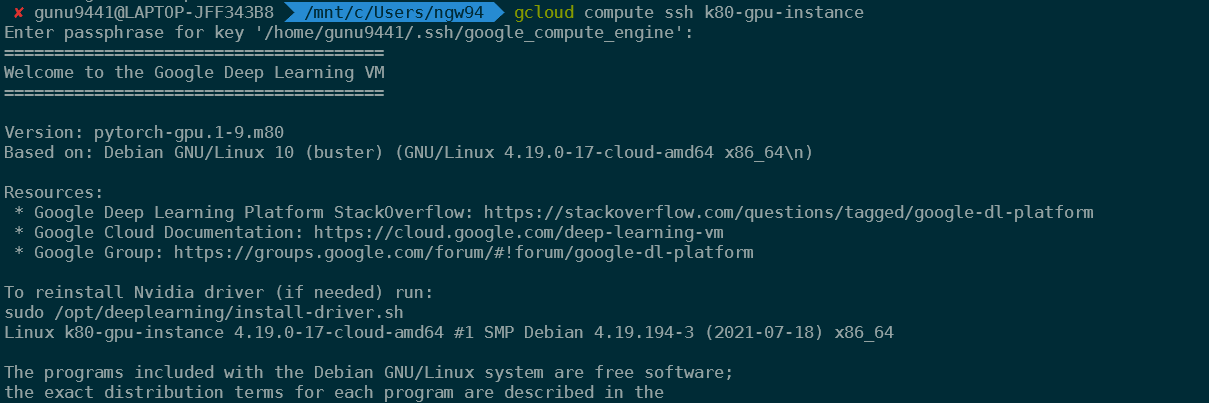 ✘ gunu9441@LAPTOP-JFF343B8 /mnt/c/Users/ngw94 gcloud compute ssh k80-gpu-instance
Enter passphrase for key '/home/gunu9441/.ssh/google_compute_engine':
======================================
Welcome to the Google Deep Learning VM
======================================
Version: pytorch-gpu.1-9.m80
Based on: Debian GNU/Linux 10 (buster) (GNU/Linux 4.19.0-17-cloud-amd64 x86_64\n)
Resources:
* Google Deep Learning Platform StackOverflow: https://stackoverflow.com/questions/tagged/google-dl-platform
* Google Cloud Documentation: https://cloud.google.com/deep-learning-vm
* Google Group: https://groups.google.com/forum/#!forum/google-dl-platform
To reinstall Nvidia driver (if needed) run:
sudo /opt/deeplearning/install-driver.sh
Linux k80-gpu-instance 4.19.0-17-cloud-amd64 #1 SMP Debian 4.19.194-3 (2021-07-18) x86_64
The programs included with the Debian GNU/Linux system are free software;
the exact distribution terms for each program are described in the